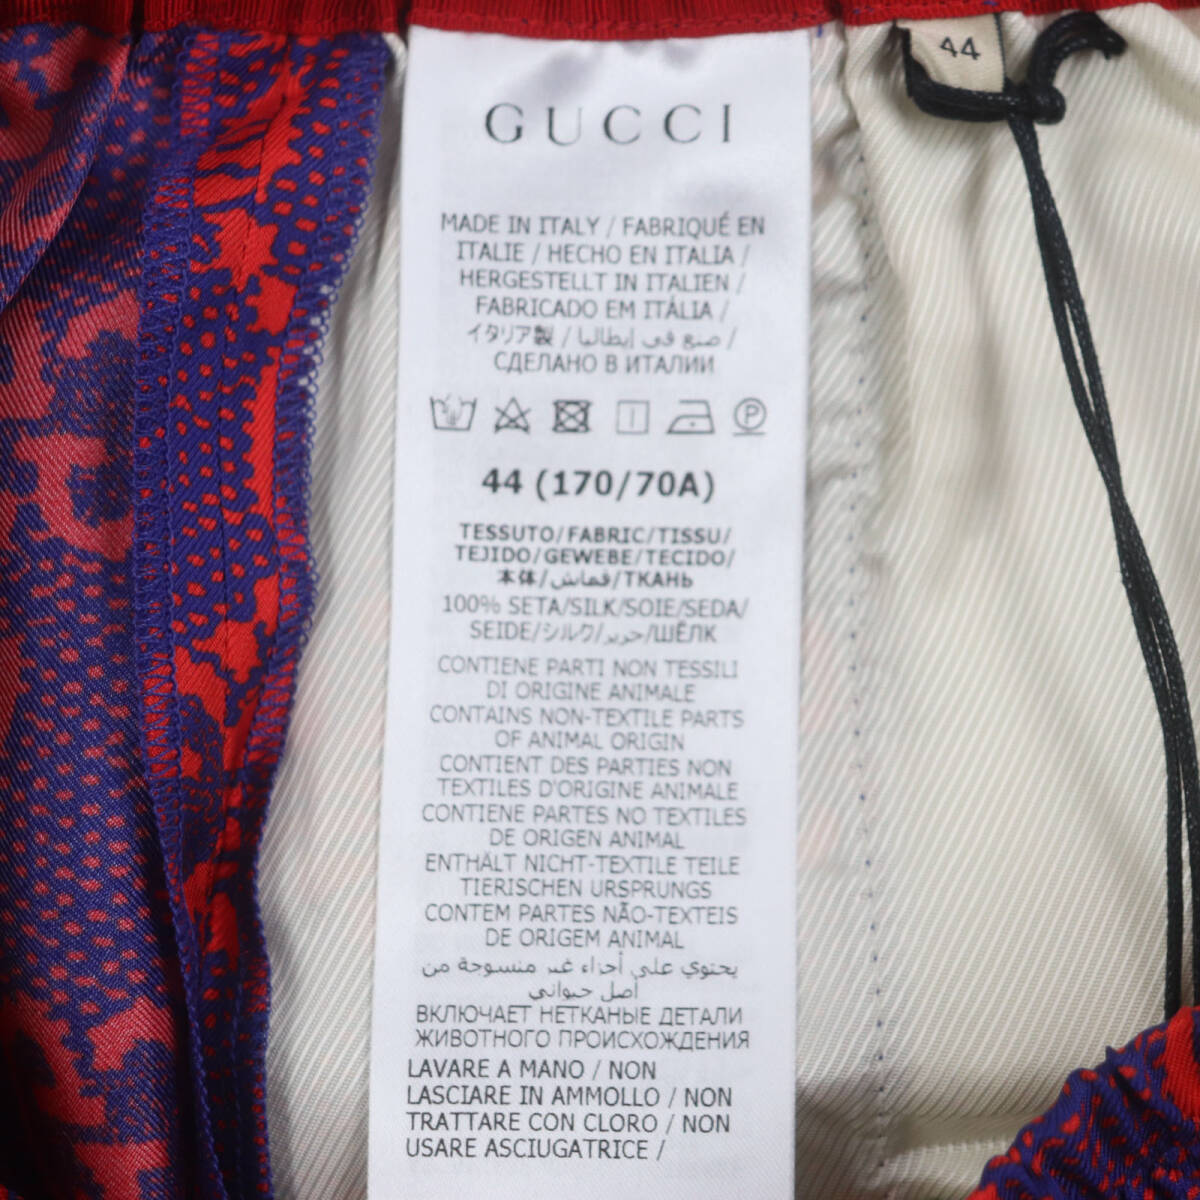 44
GUCCI
MADE IN ITALY / FABRIQUÉ EN
ITALIE / HECHO EN ITALIA /
HERGESTELLT IN ITALIEN /
FABRICADO EM ITÁLIA /
イタリア製 / صنع في إيطاليا /
СДЕЛАНО В ИТАЛИИ
P
44 (170/70A)
TESSUTO/FABRIC/TISSU/
TEJIDO/GEWEBE/TECIDO/
本体/قماش/ТКАНЬ
100% SETA/SILK/SOIE/SEDA/
SEIDE/シルク/حرير/ШЁЛК
CONTIENE PARTI NON TESSILI
DI ORIGINE ANIMALE
CONTAINS NON-TEXTILE PARTS
OF ANIMAL ORIGIN
CONTIENT DES PARTIES NON
TEXTILES D'ORIGINE ANIMALE
CONTIENE PARTES NO TEXTILES
DE ORIGEN ANIMAL
ENTHÄLT NICHT-TEXTILE TEILE
TIERISCHEN URSPRUNGS
CONTEM PARTES NÃO-TEXTEIS
DE ORIGEM ANIMAL
يحتوي على أجزاء غير منسوجة من
أصل حيواني
ВКЛЮЧАЕТ НЕТКАНЫЕ ДЕТАЛИ
ЖИВОТНОГО ПРОИСХОЖДЕНИЯ
LAVARE A MANO / NON
LASCIARE IN AMMOLLO / NON
TRATTARE CON CLORO / NON
USARE ASCIUGATRICE /